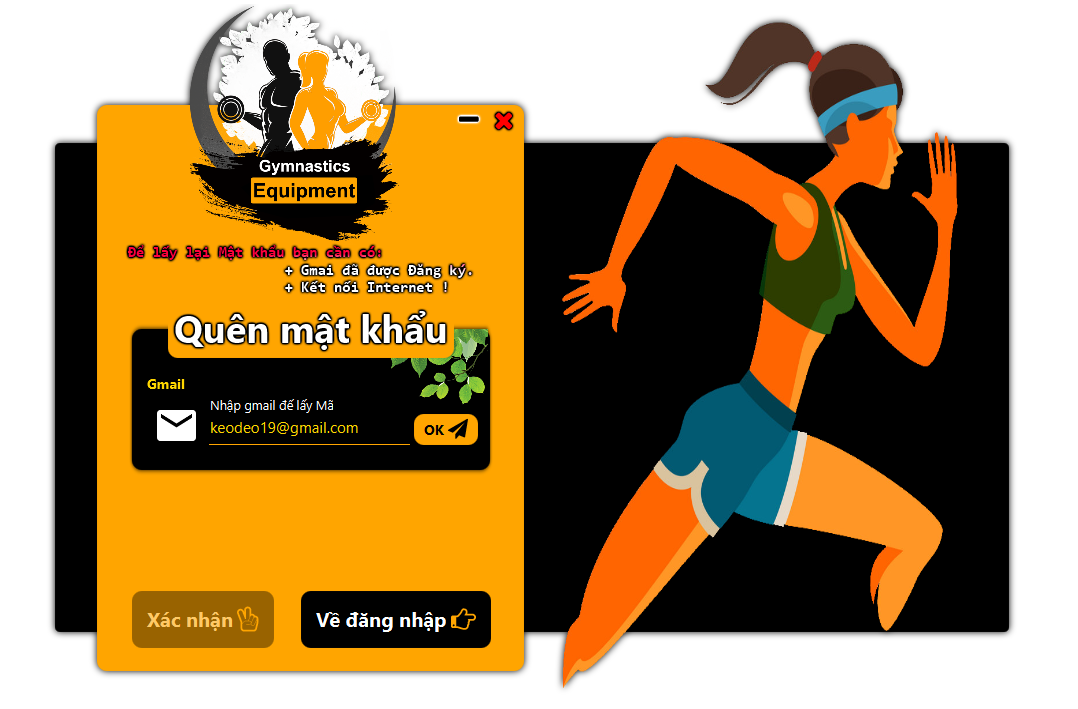 Gymnastics
Equipment
Để lấy lại Mật khẩu bạn cần có:
+ Gmai đã được Đăng ký.
+ Kết nối Internet !
Quên mật khẩu
Gmail
Nhập gmail để lấy Mã
keodeo19@gmail.com
OK
Xác nhận
Về đăng nhập